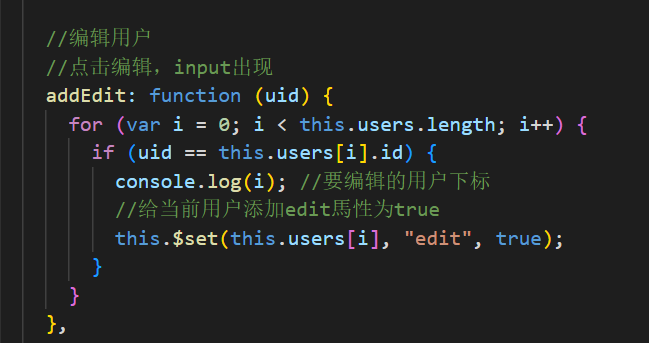 //编辑用户
//点击编辑，input出现
addEdit: function (uid) {
for (var i = 0; i < this.users.length; i++) {
if (uid == this.users[i].id) {
console.log(i); //要编辑的用户下标
//给当前用户添加edit馬性为true
this.$set(this.users[i], "edit", true);
}
}
},